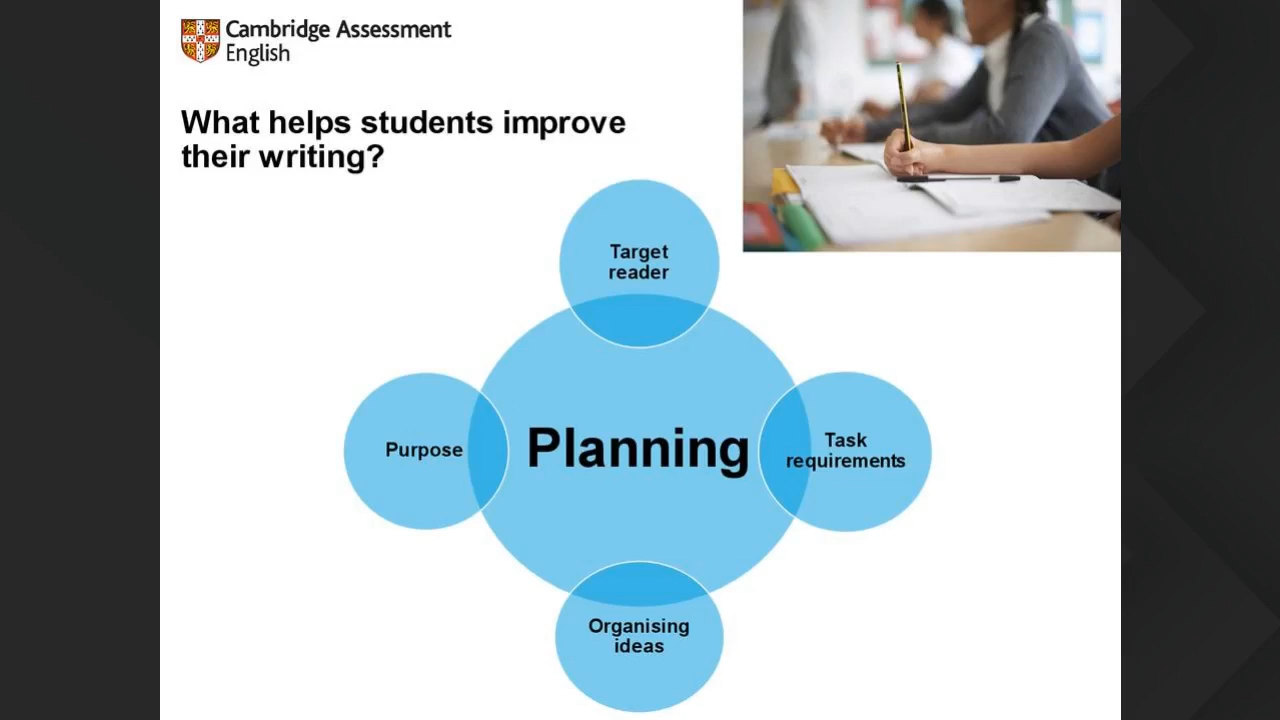 Cambridge Assessment
English
What helps students improve
their writing?
Target
reader
Purpose
Planning
Task
requirements
Organising
ideas